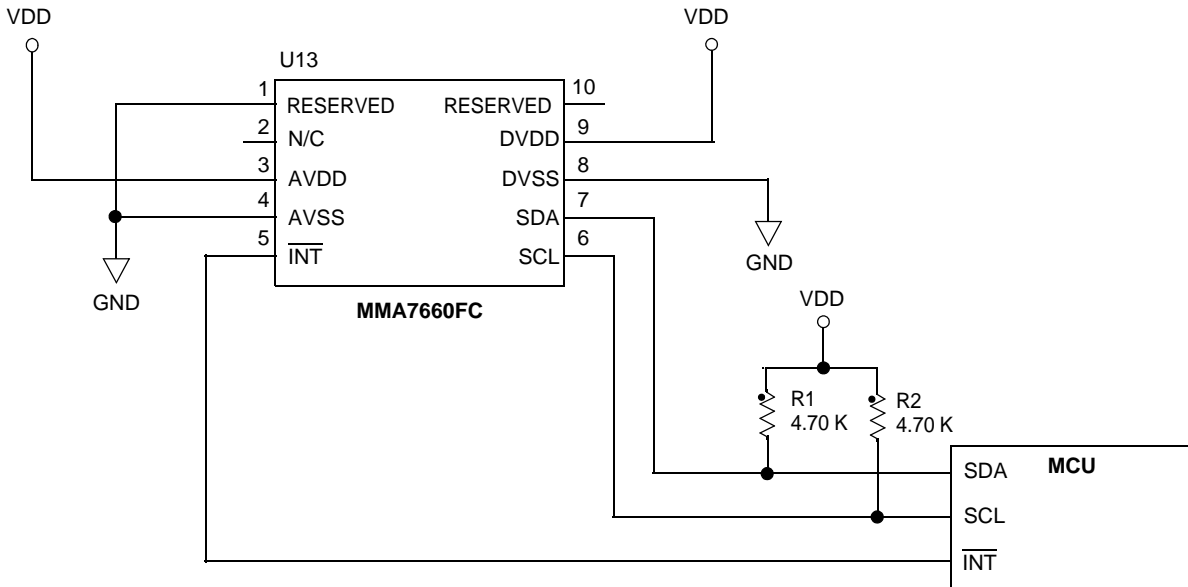 VDD
VDD
U13
1 RESERVED RESERVED 10
2 N/C DVDD 9
3 AVDD DVSS 8
4 AVSS SDA 7
5 INT SCL 6
GND
GND
MMA7660FC
VDD
R1
4.70 K
R2
4.70 K
MCU
SDA
SCL
INT